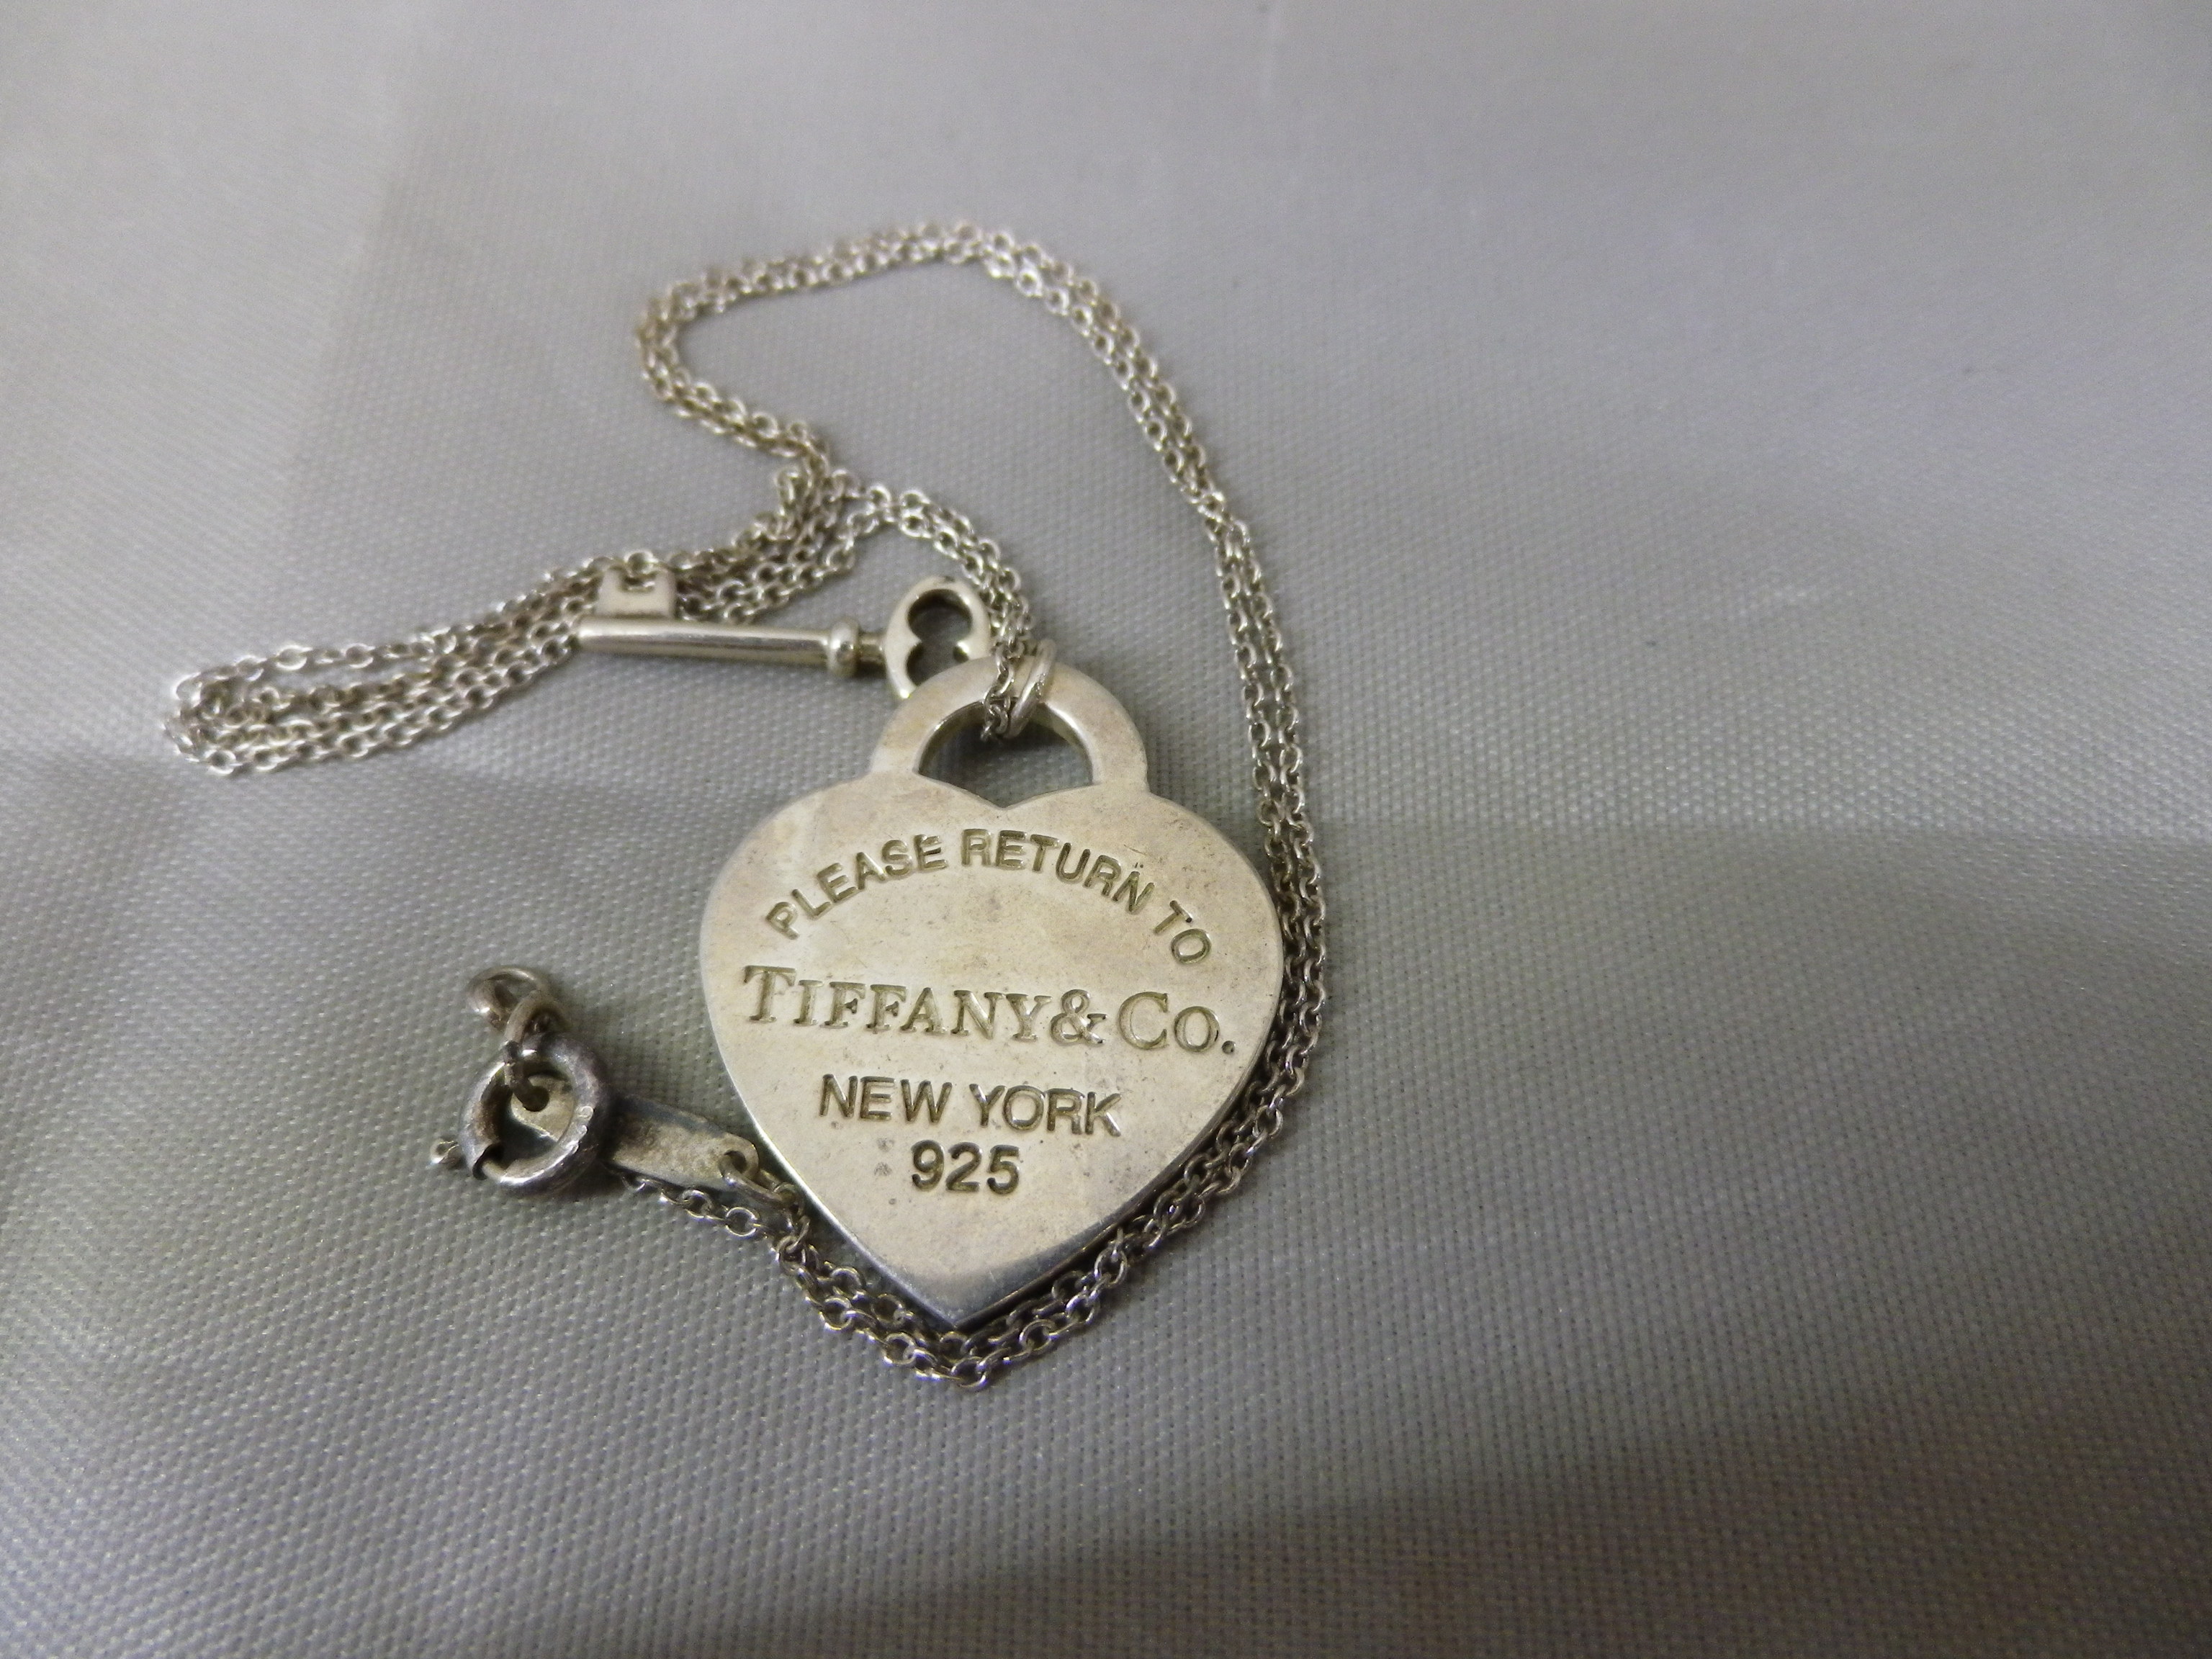 PLEASE RETURN TO
TIFFANY & CO.
NEW YORK
925